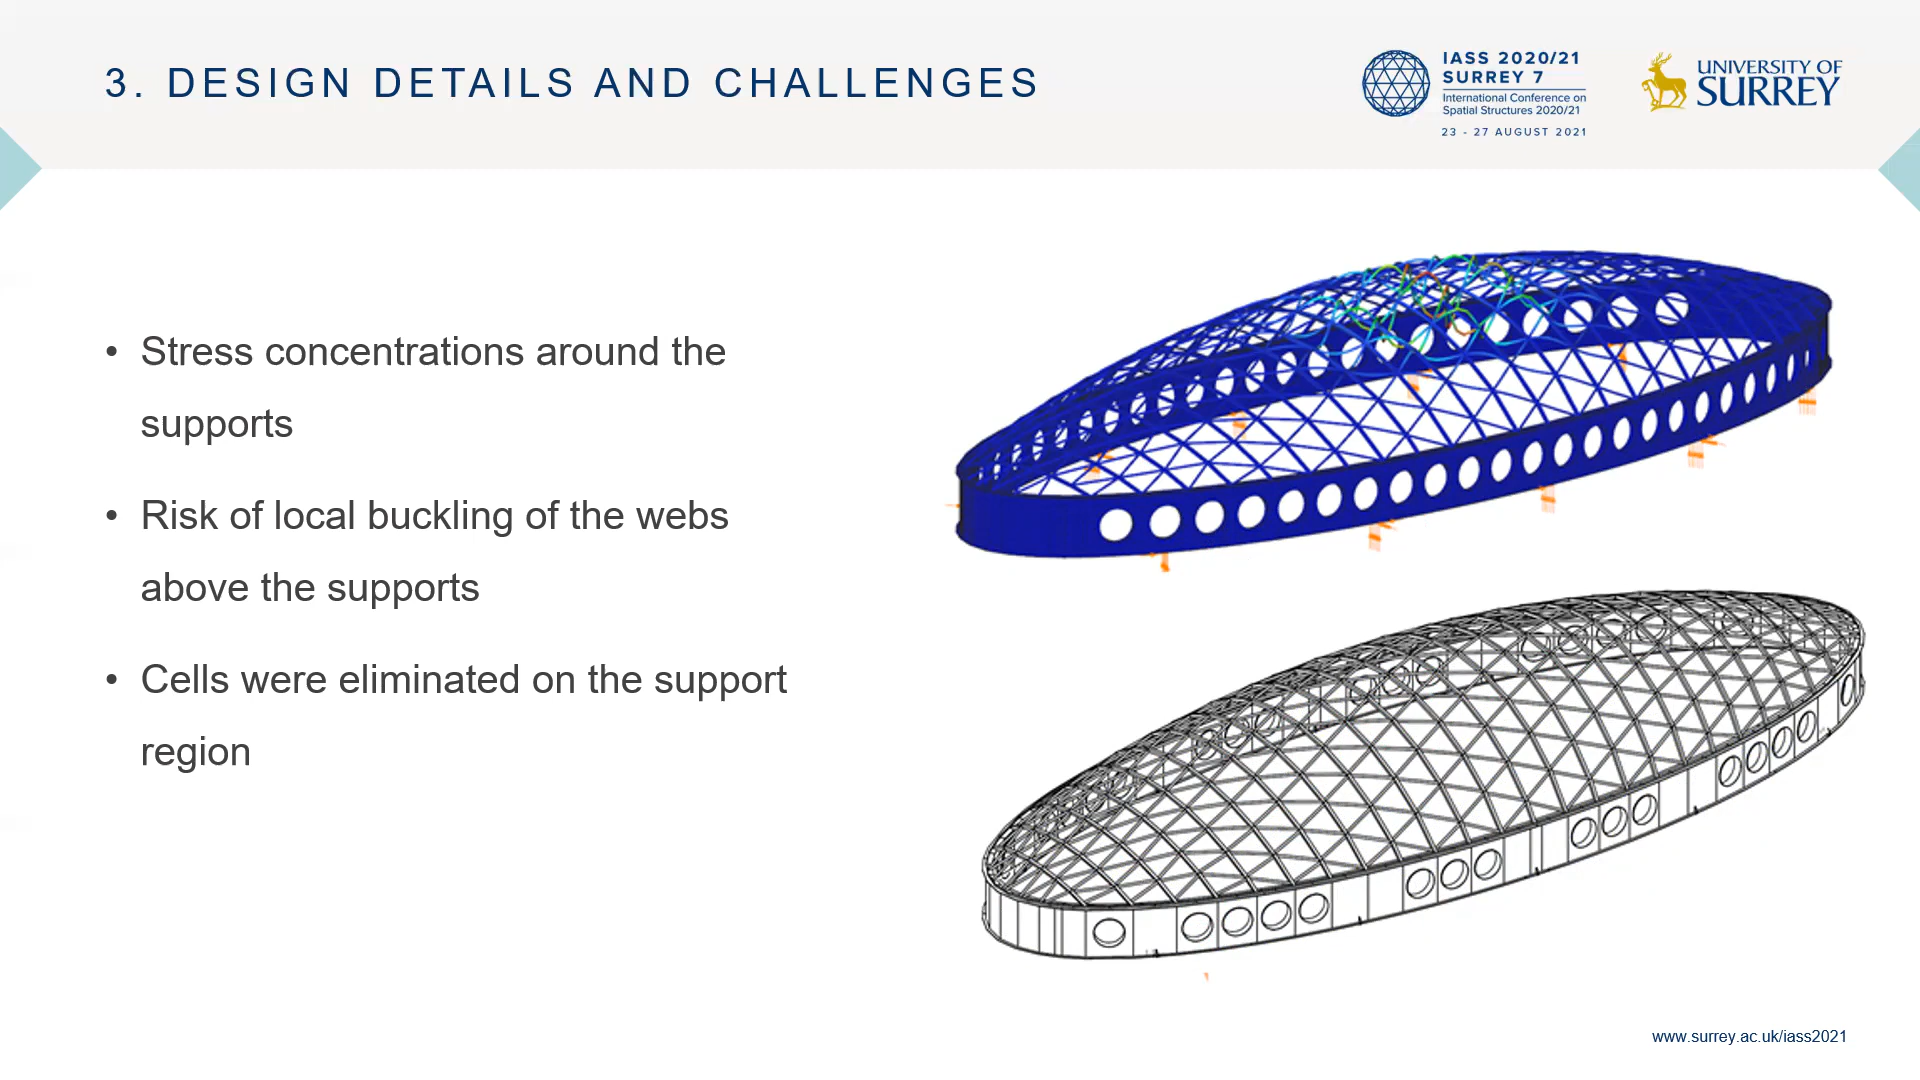 3. DESIGN DETAILS AND CHALLENGES
IASS 2020/21
SURREY 7
International Conference on
Spatial Structures 2020/21
23 - 27 AUGUST 2021
UNIVERSITY OF
SURREY
• Stress concentrations around the
supports
• Risk of local buckling of the webs
above the supports
• Cells were eliminated on the support
region
www.surrey.ac.uk/iass2021